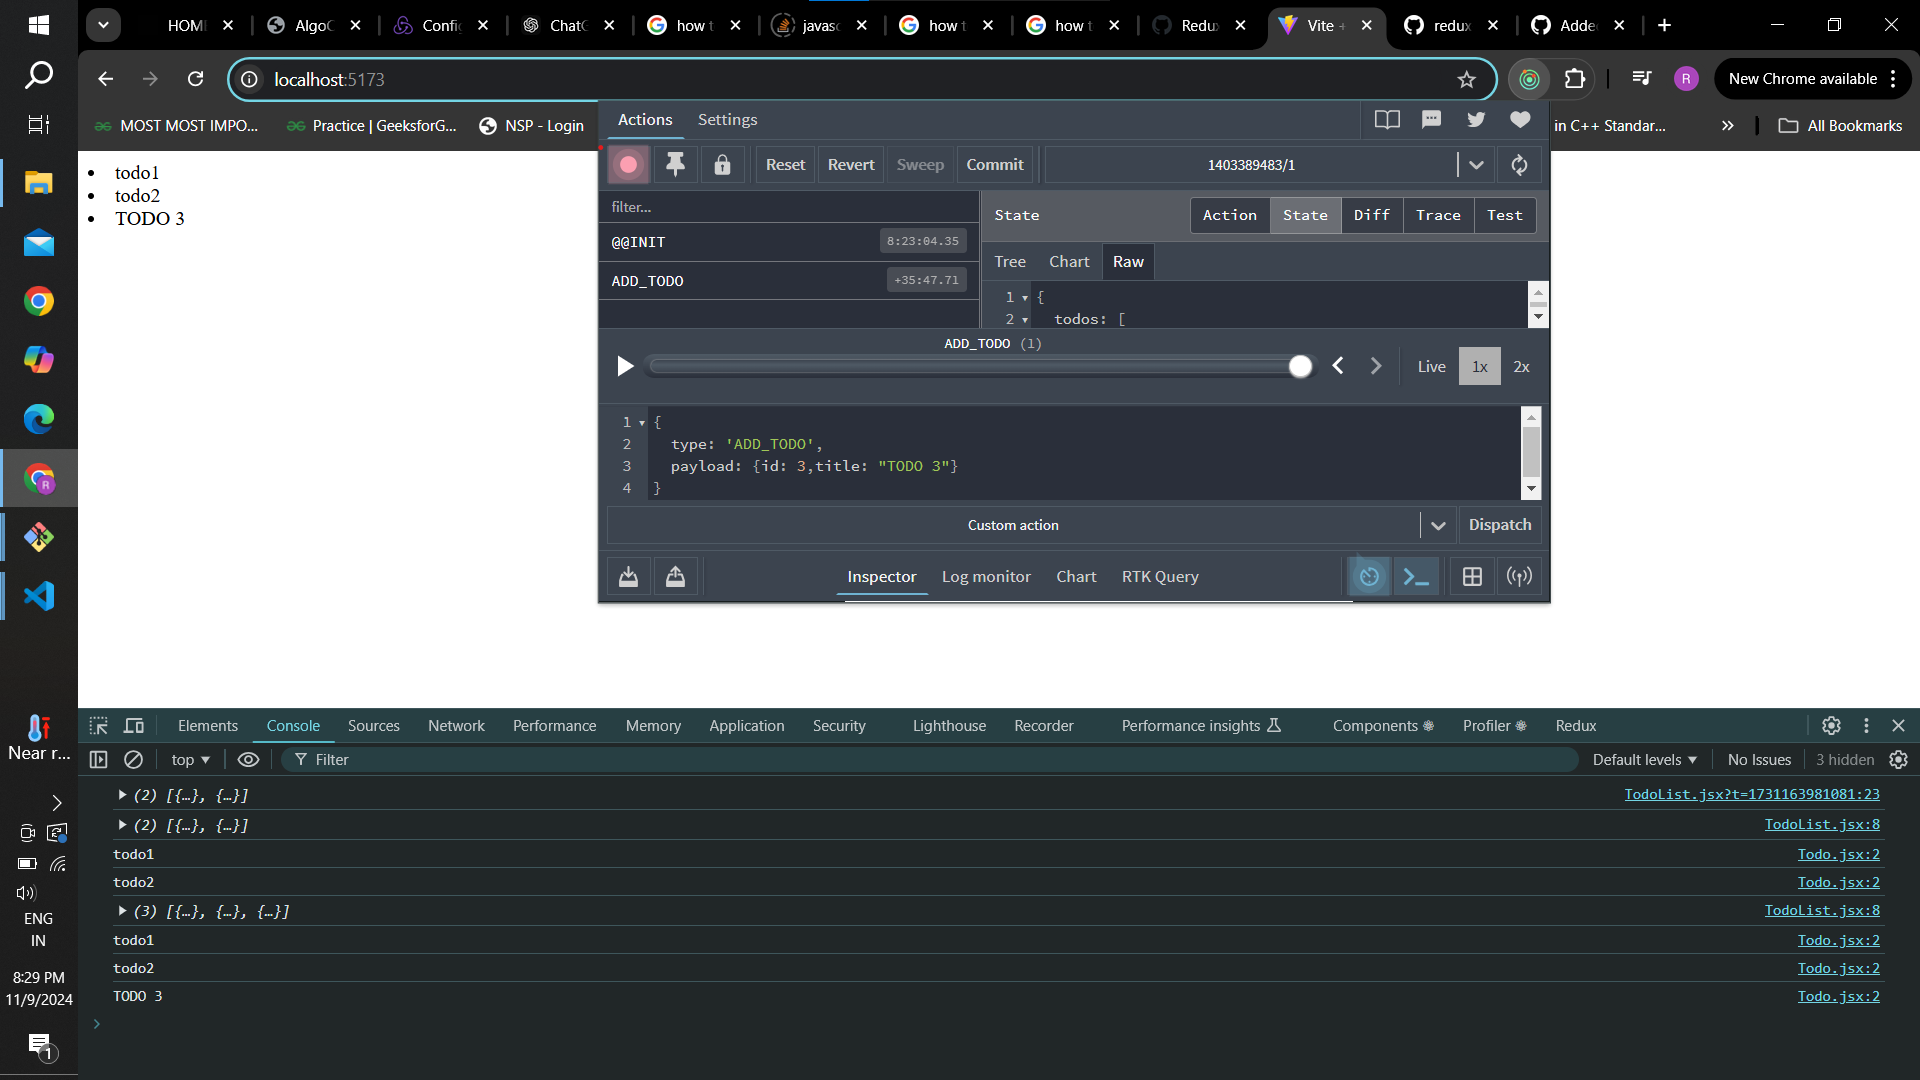 HOME
AlgoC
Config
ChatG
how t
javasc
how t
how t
Redux
Vite +
redux
Added
localhost:5173
R
New Chrome available
MOST MOST IMPO...
Practice | GeeksforG...
NSP - Login
in C++ Standar...
All Bookmarks
Actions
Settings
Reset
Revert
Sweep
Commit
1403389483/1
filter...
@@INIT
8:23:04.35
ADD_TODO
+35:47.71
State
Action
State
Diff
Trace
Test
Tree
Chart
Raw
1 {
2 todos: [
ADD_TODO (1)
Live
1x
2x
1 {
2 type: 'ADD_TODO',
3 payload: {id: 3,title: "TODO 3"}
4 }
Custom action
Dispatch
Inspector
Log monitor
Chart
RTK Query
todo1
todo2
TODO 3
Elements
Console
Sources
Network
Performance
Memory
Application
Security
Lighthouse
Recorder
Performance insights
Components
Profiler
Redux
top
Filter
Default levels
No Issues
3 hidden
(2) [{…}, {…}] TodoList.jsx?t=1731163981081:23
(2) [{…}, {…}] TodoList.jsx:8
todo1 Todo.jsx:2
todo2 Todo.jsx:2
(3) [{…}, {…}, {…}] TodoList.jsx:8
todo1 Todo.jsx:2
todo2 Todo.jsx:2
TODO 3 Todo.jsx:2
Near r...
ENG
IN
8:29 PM
11/9/2024
1